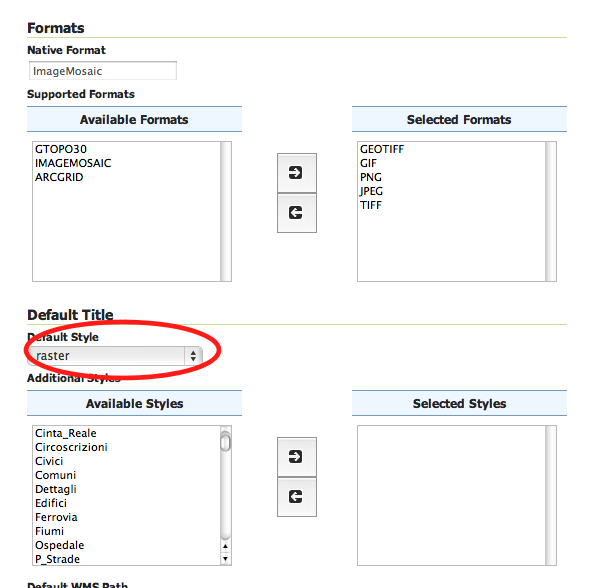 Formats
Native Format
ImageMosaic
Supported Formats
Available Formats
Selected Formats
GTOPO30
IMAGEMOSAIC
ARCGRID
GEOTIFF
GIF
PNG
JPEG
TIFF
Default Title
Default Style
raster
Additional Styles
Available Styles
Selected Styles
Cinta_Reale
Circoscrizioni
Civici
Comuni
Dettagli
Edifici
Ferrovia
Fiumi
Ospedale
P_Strade
Default WMS Path